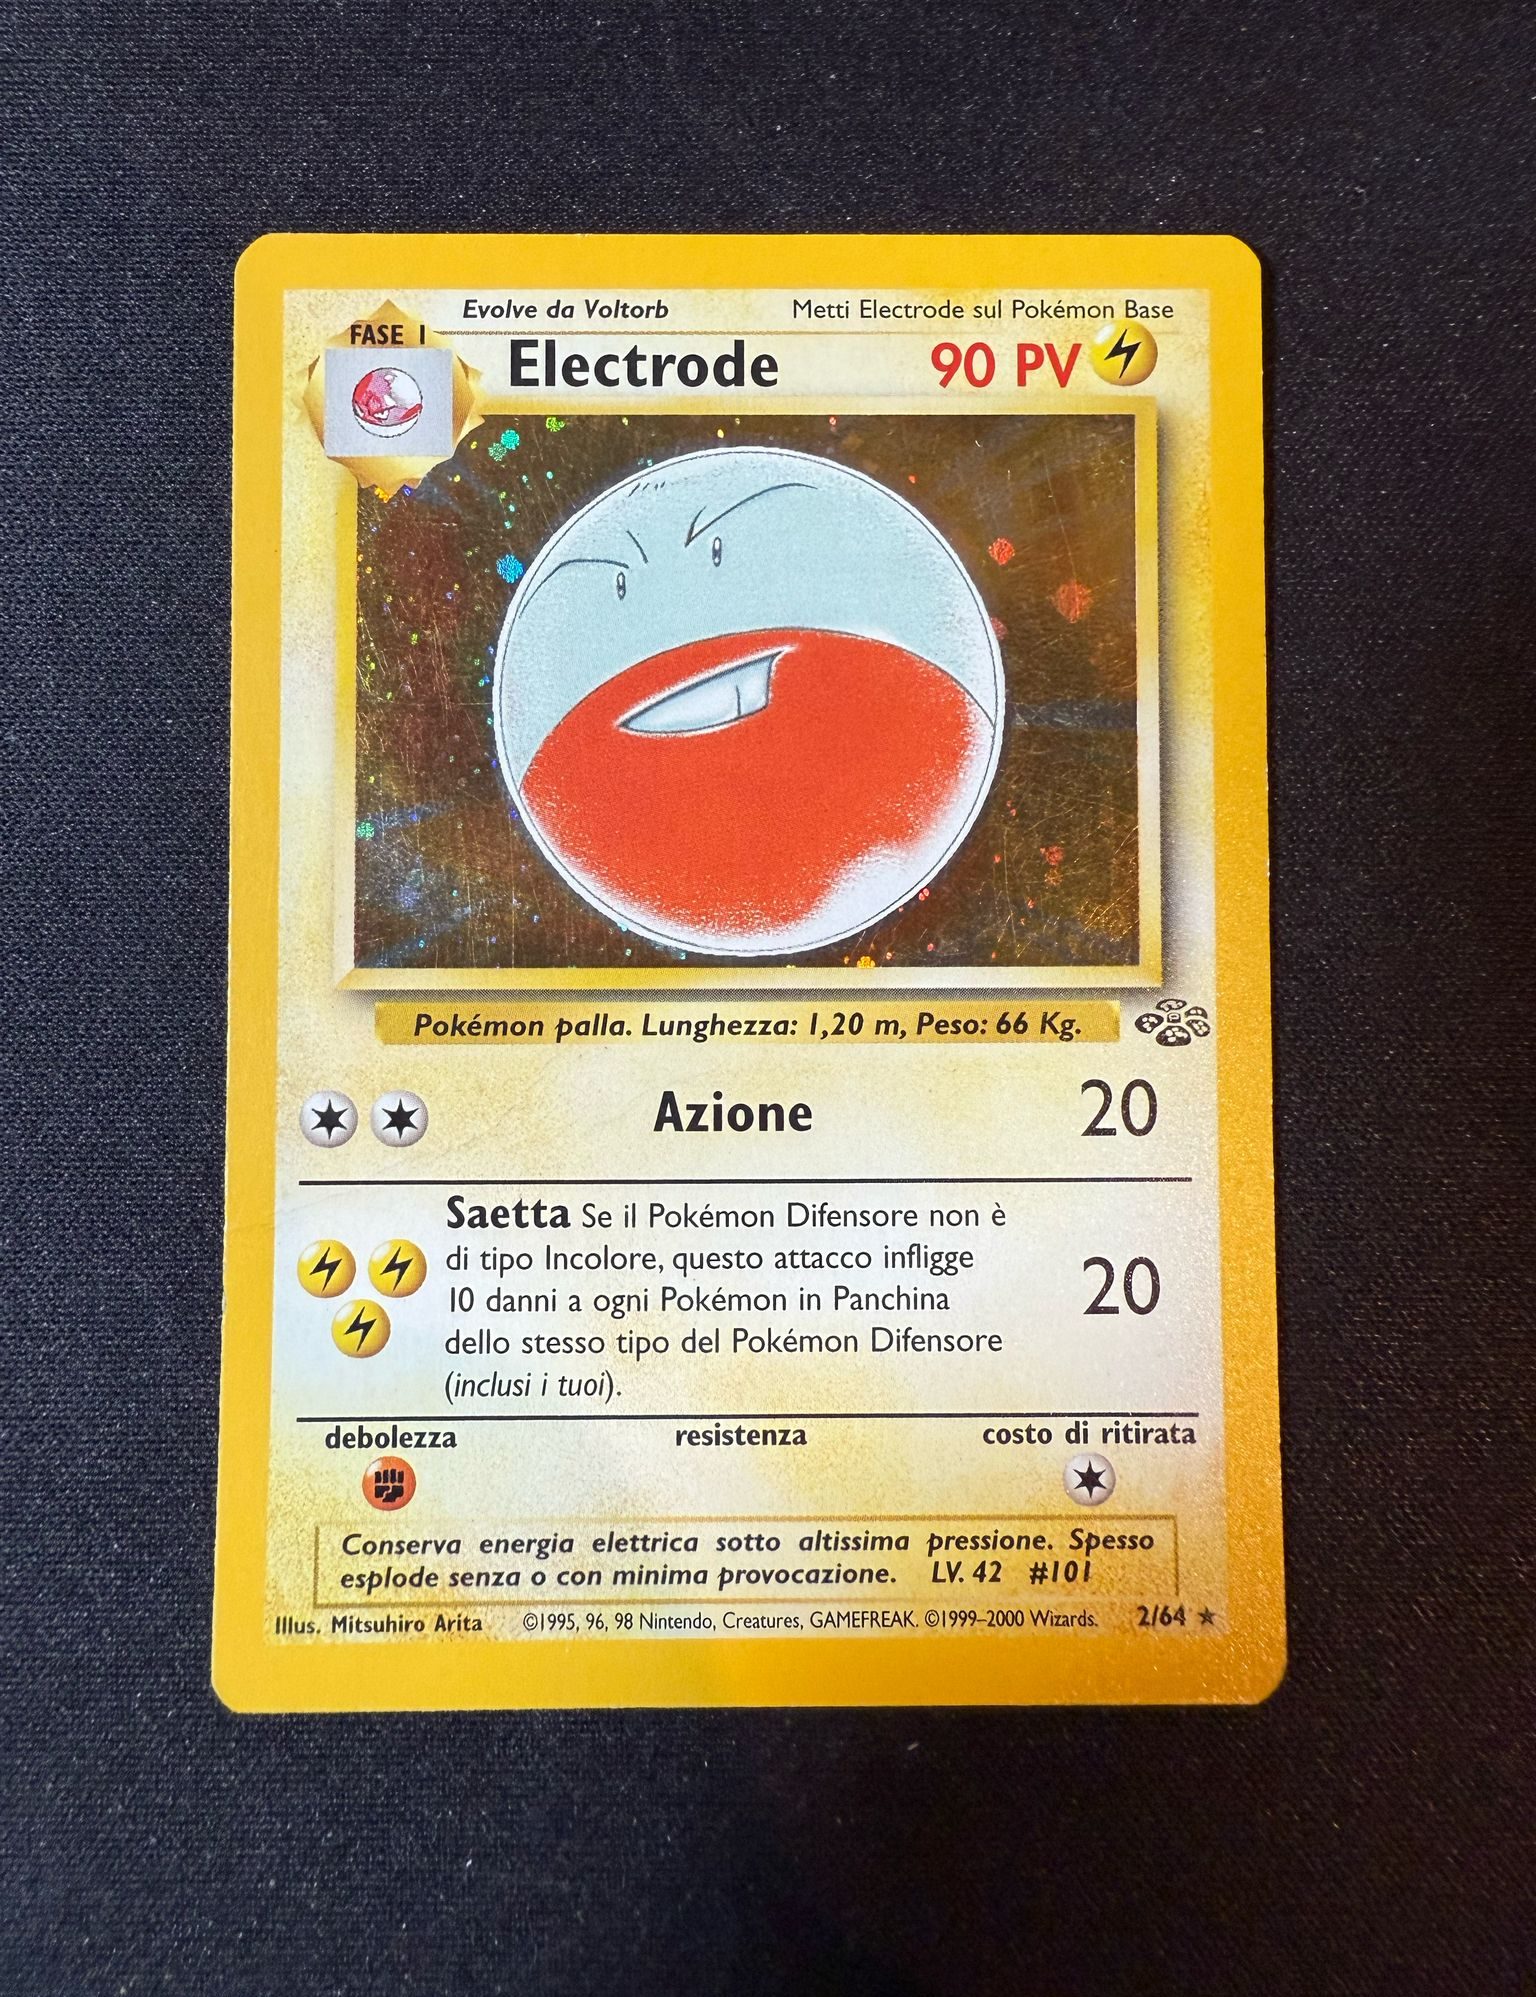 Evolve da Voltorb Metti Electrode sul Pokémon Base
FASE 1
Electrode 90 PV
Pokémon palla. Lunghezza: 1,20 m, Peso: 66 Kg.
Azione 20
Saetta Se il Pokémon Difensore non è
di tipo Incolore, questo attacco infligge
10 danni a ogni Pokémon in Panchina
dello stesso tipo del Pokémon Difensore
(inclusi i tuoi).
20
debolezza resistenza costo di ritirata
Conserva energia elettrica sotto altissima pressione. Spesso
esplode senza o con minima provocazione. LV. 42 #101
Illus. Mitsuhiro Arita ©1995, 96, 98 Nintendo, Creatures, GAMEFREAK. ©1999–2000 Wizards. 2/64 ★